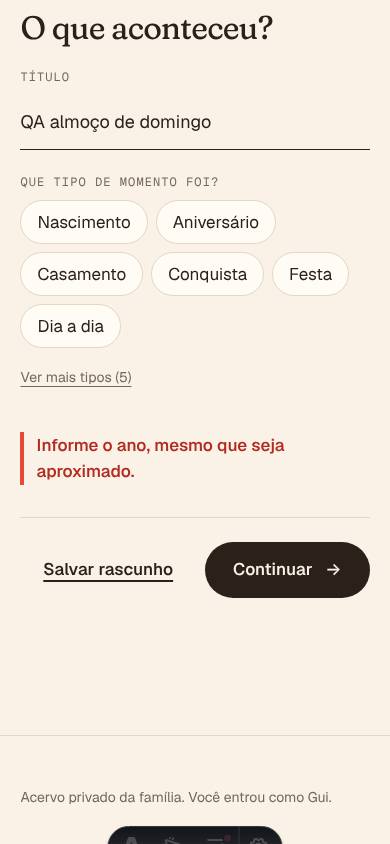 O que aconteceu?
TÍTULO
QA almoço de domingo
QUE TIPO DE MOMENTO FOI?
Nascimento
Aniversário
Casamento
Conquista
Festa
Dia a dia
Ver mais tipos (5)
Informe o ano, mesmo que seja
aproximado.
Salvar rascunho
Continuar →
Acervo privado da família. Você entrou como Gui.